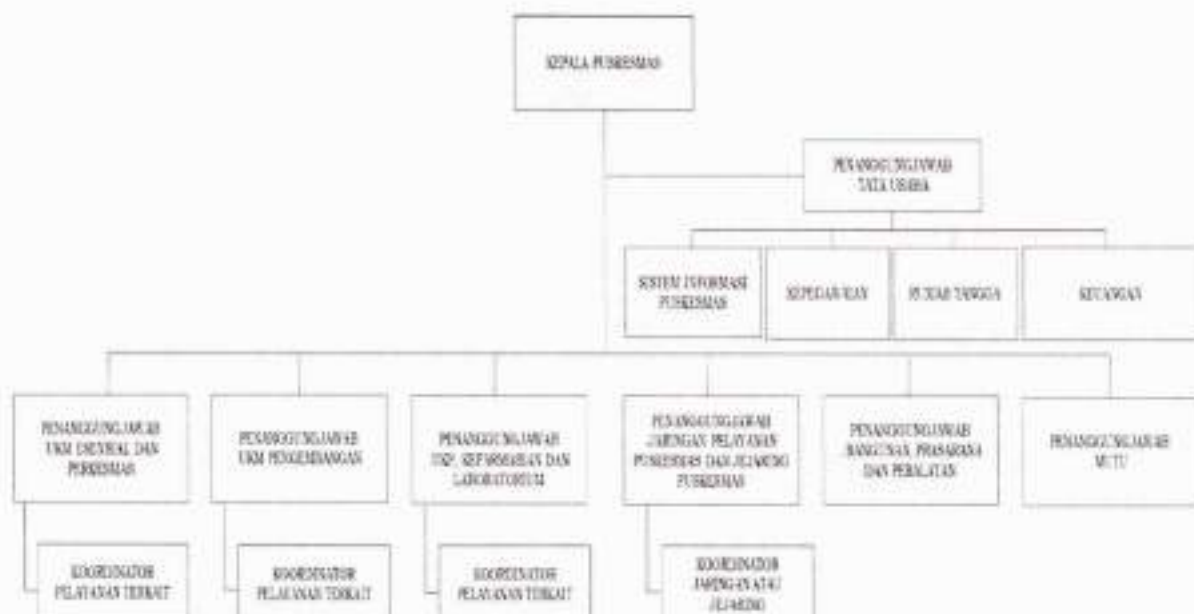 KEPALA PUSKESMAS
PENANGGUNGJAWAB
TATA USAHA
SISTEM INFORMASI
PUSKESMAS
KEPEGAWAIAN
RUMAH TANGGA
KEUANGAN
PENANGGUNGJAWAB
UKM ESENSIAL DAN
PERKESMAS
PENANGGUNGJAWAB
UKM PENGEMBANGAN
PENANGGUNGJAWAB
UKP, KEFARMASIAN DAN
LABORATORIUM
PENANGGUNGJAWAB
JARINGAN PELAYANAN
PUSKESMAS DAN JEJARING
PUSKESMAS
PENANGGUNGJAWAB
BANGUNAN, PRASARANA
DAN PERALATAN
PENANGGUNGJAWAB
MUTU
KOORDINATOR
PELAYANAN TERKAIT
KOORDINATOR
PELAYANAN TERKAIT
KOORDINATOR
PELAYANAN TERKAIT
KOORDINATOR
JARINGAN ATAU
JEJARING